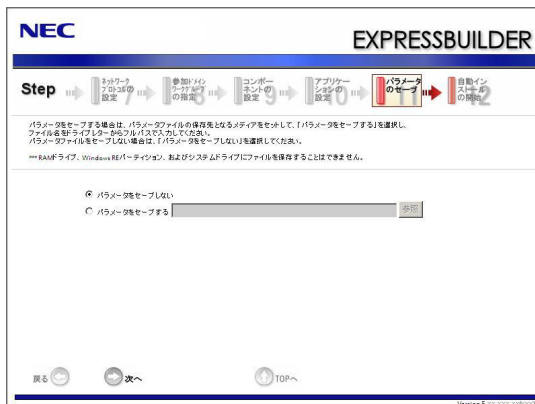 NEC
EXPRESSBUILDER
Step
ネットワーク
プロトコルの
設定 7
参加ドメイン
ワークグループ
の指定 8
コンポー
ネントの
設定 9
アプリケー
ションの
設定 10
パラメータ
のセーブ 11
自動イン
ストール
の開始 12
パラメータをセーブする場合は、パラメータファイルの保存先となるメディアをセットして、「パラメータをセーブする」を選択し、
ファイル名をドライブレターからフルパスで入力してください。
パラメータファイルをセーブしない場合は、「パラメータをセーブしない」を選択してください。
*** RAMドライブ、Windows REパーティション、およびシステムドライブにファイルを保存することはできません。
パラメータをセーブしない
パラメータをセーブする
参照
戻る
次へ
TOPへ